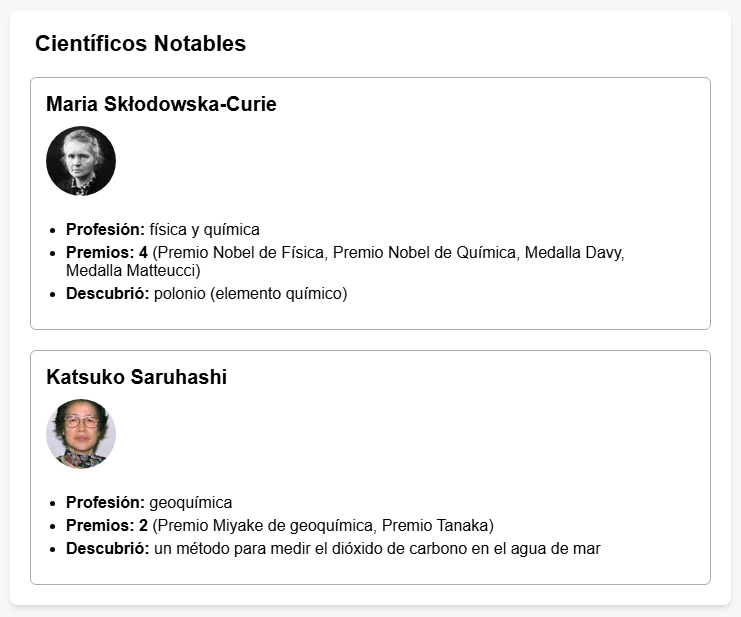 Científicos Notables
Maria Skłodowska-Curie
Profesión: física y química
Premios: 4 (Premio Nobel de Física, Premio Nobel de Química, Medalla Davy,
Medalla Matteucci)
Descubrió: polonio (elemento químico)
Katsuko Saruhashi
Profesión: geoquímica
Premios: 2 (Premio Miyake de geoquímica, Premio Tanaka)
Descubrió: un método para medir el dióxido de carbono en el agua de mar